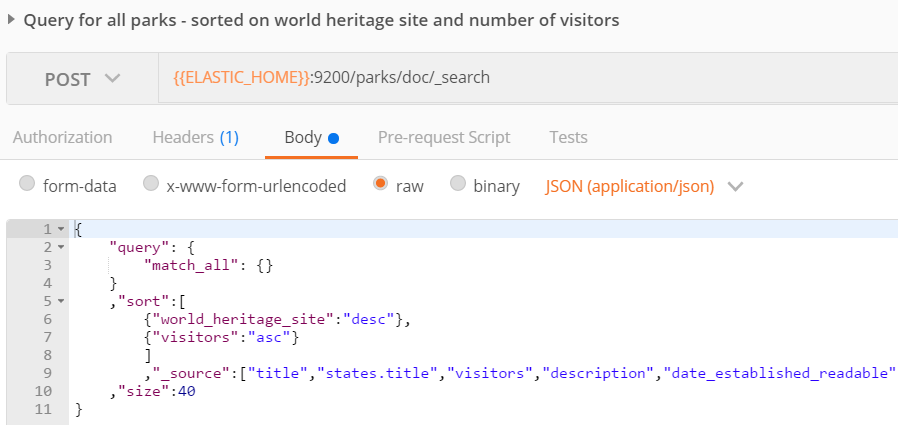 Query for all parks - sorted on world heritage site and number of visitors
POST {{ELASTIC_HOME}}:9200/parks/doc/_search
Authorization Headers (1) Body Pre-request Script Tests
form-data x-www-form-urlencoded raw binary JSON (application/json)
1 {
2 "query": {
3 "match_all": {}
4 }
5 ,"sort":[
6 {"world_heritage_site":"desc"},
7 {"visitors":"asc"}
8 ]
9 ,"_source":["title","states.title","visitors","description","date_established_readable"
10 ,"size":40
11 }